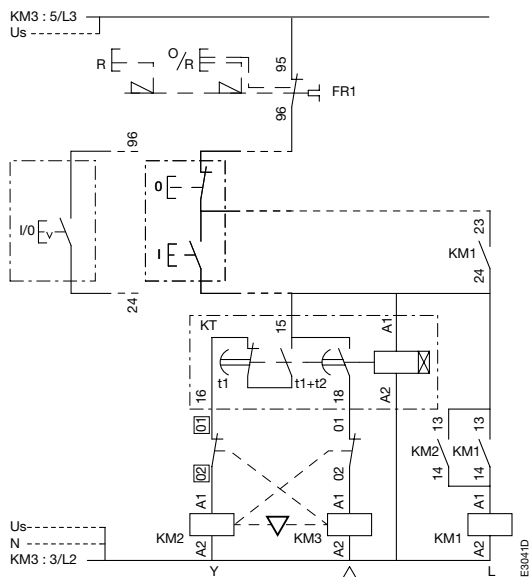 KM3 : 5/L3
Us
R
O/R
95
FR1
96
96
O
I/O
I
23
KM1
24
24
KT
15
A1
t1
t1+t2
A2
16
18
01
01
13
13
KM2
KM1
14
14
02
02
A1
A1
A1
KM2
KM3
KM1
A2
A2
A2
Us
N
KM3 : 3/L2
Y
L
E3041D